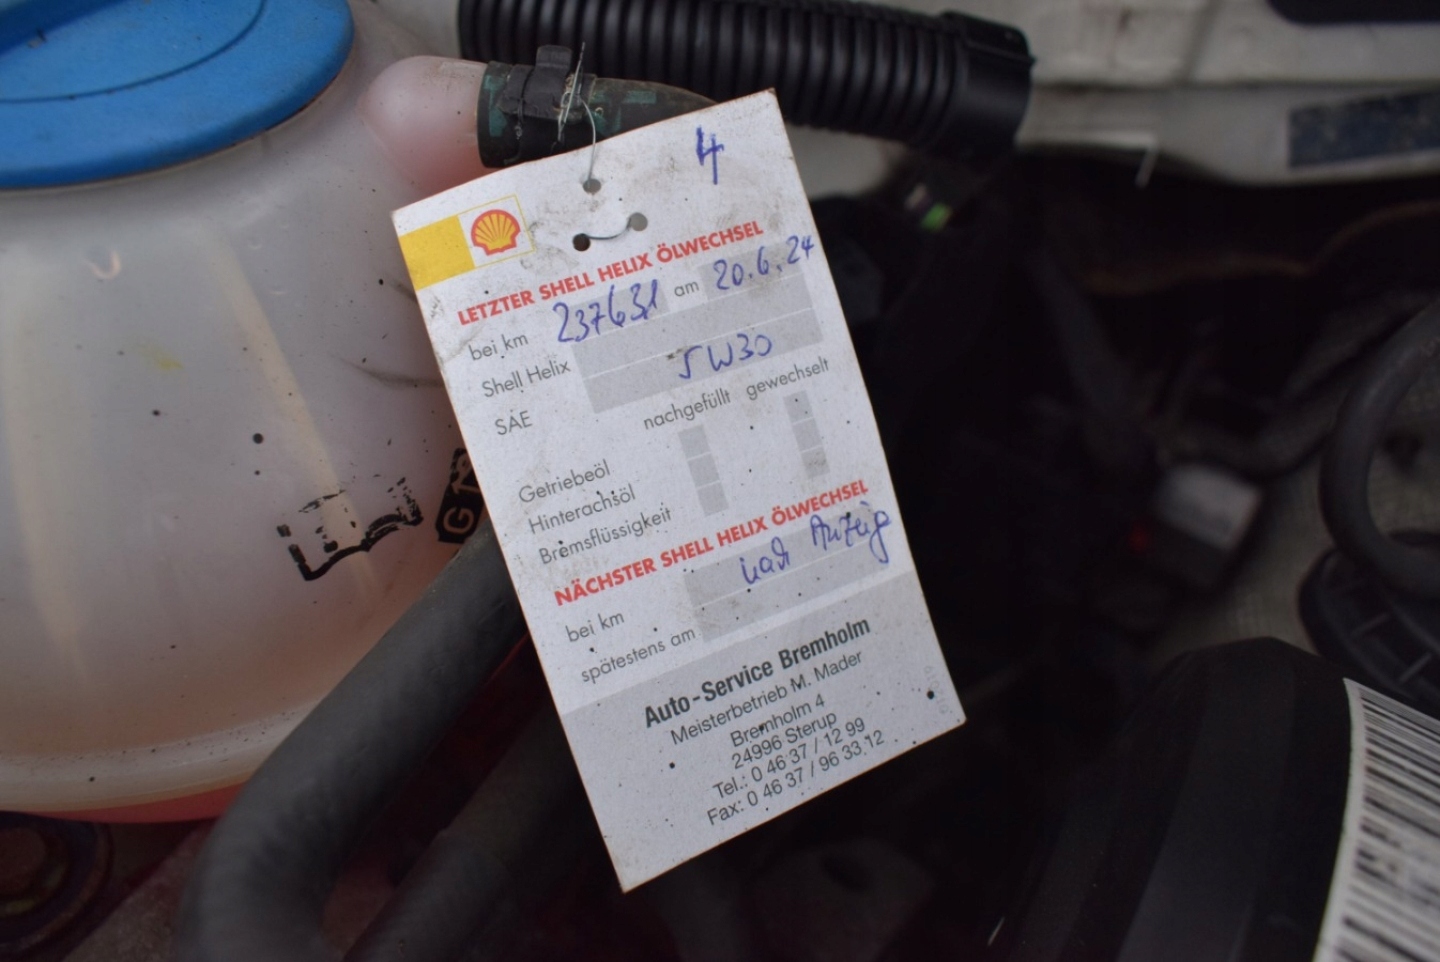 4
LETZTER SHELL HELIX ÖLWECHSEL
bei km 237631 am 20.6.24
Shell Helix
SAE 5W30
nachgefüllt gewechselt
Getriebeöl
Hinterachsöl
Bremsflüssigkeit
NÄCHSTER SHELL HELIX ÖLWECHSEL
bei km nach Anzeig
spätestens am
Auto-Service Bremholm
Meisterbetrieb M. Mader
Bremholm 4
24996 Sterup
Tel.: 0 46 37 / 12 99
Fax: 0 46 37 / 96 33 12